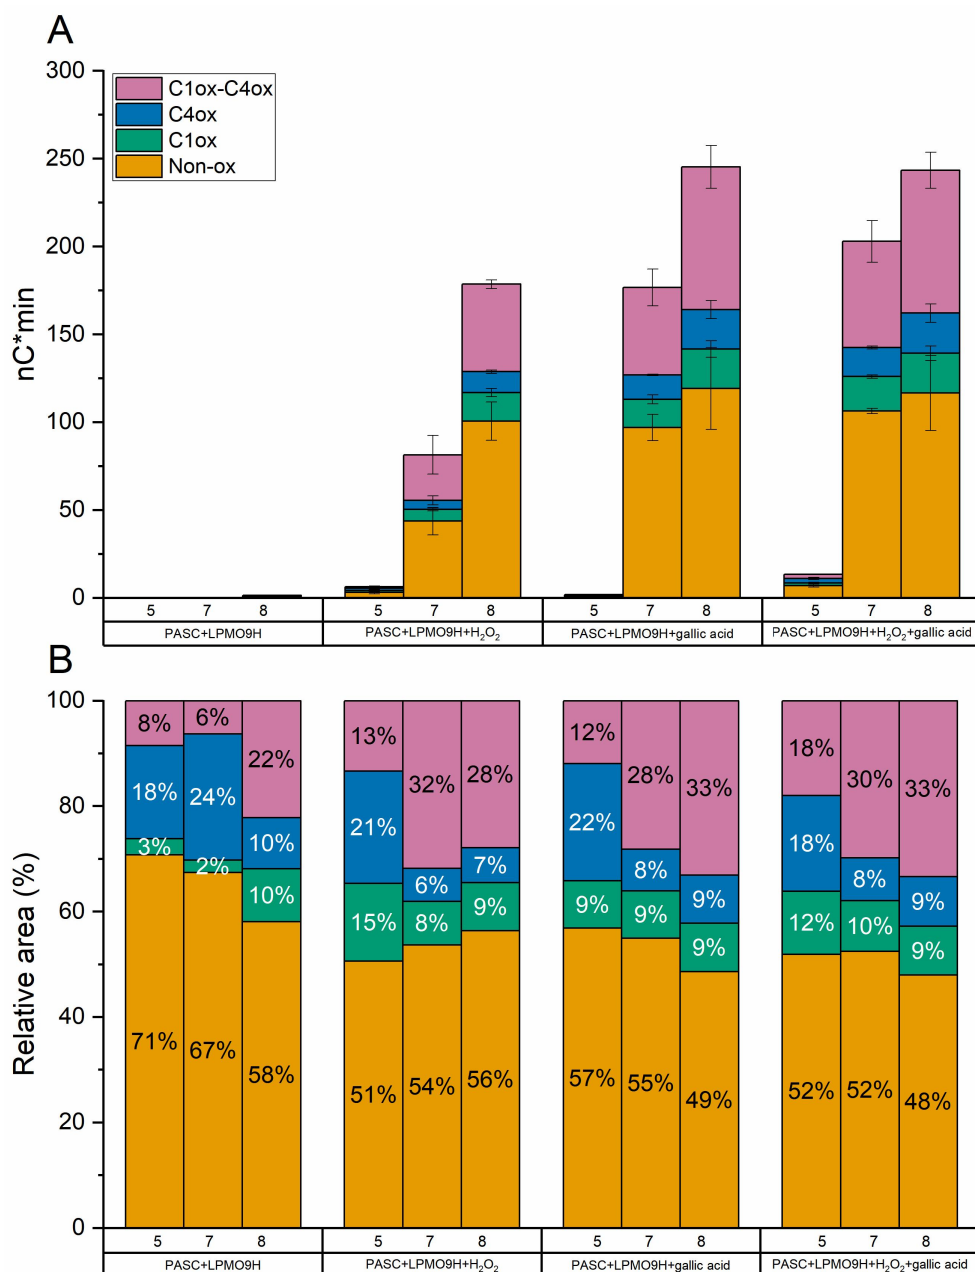 A
300
250
200
150
100
50
0
nC*min
C1ox-C4ox
C4ox
C1ox
Non-ox
5 7 8 5 7 8 5 7 8 5 7 8
PASC+LPMO9H PASC+LPMO9H+H₂O₂ PASC+LPMO9H+gallic acid PASC+LPMO9H+H₂O₂+gallic acid
B
100
80
60
40
20
0
Relative area (%)
8% 6% 22% 13% 32% 28% 12% 28% 33% 18% 30% 33%
18% 24% 10% 21% 6% 7% 22% 8% 9% 18% 8% 9%
3% 2% 10% 15% 8% 9% 9% 9% 9% 12% 10% 9%
71% 67% 58% 51% 54% 56% 57% 55% 49% 52% 52% 48%
5 7 8 5 7 8 5 7 8 5 7 8
PASC+LPMO9H PASC+LPMO9H+H₂O₂ PASC+LPMO9H+gallic acid PASC+LPMO9H+H₂O₂+gallic acid